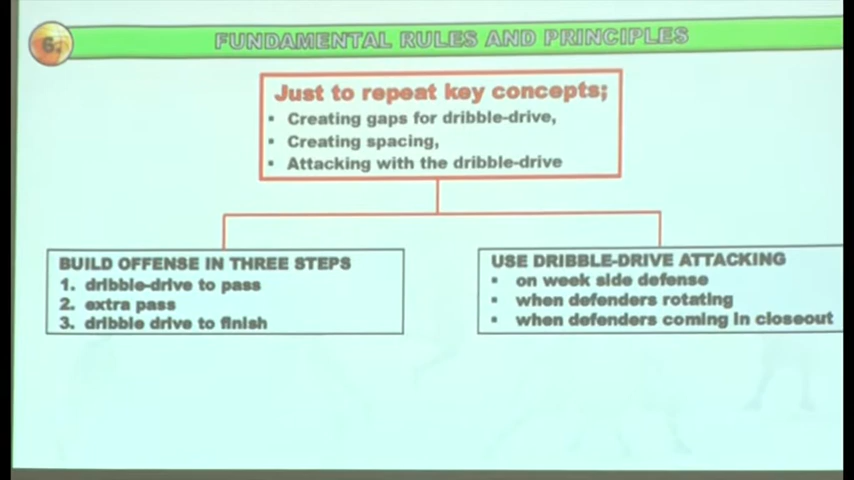 6.
FUNDAMENTAL RULES AND PRINCIPLES
Just to repeat key concepts;
▪ Creating gaps for dribble-drive,
▪ Creating spacing,
▪ Attacking with the dribble-drive
BUILD OFFENSE IN THREE STEPS
1. dribble-drive to pass
2. extra pass
3. dribble drive to finish
USE DRIBBLE-DRIVE ATTACKING
▪ on week side defense
▪ when defenders rotating
▪ when defenders coming in closeout